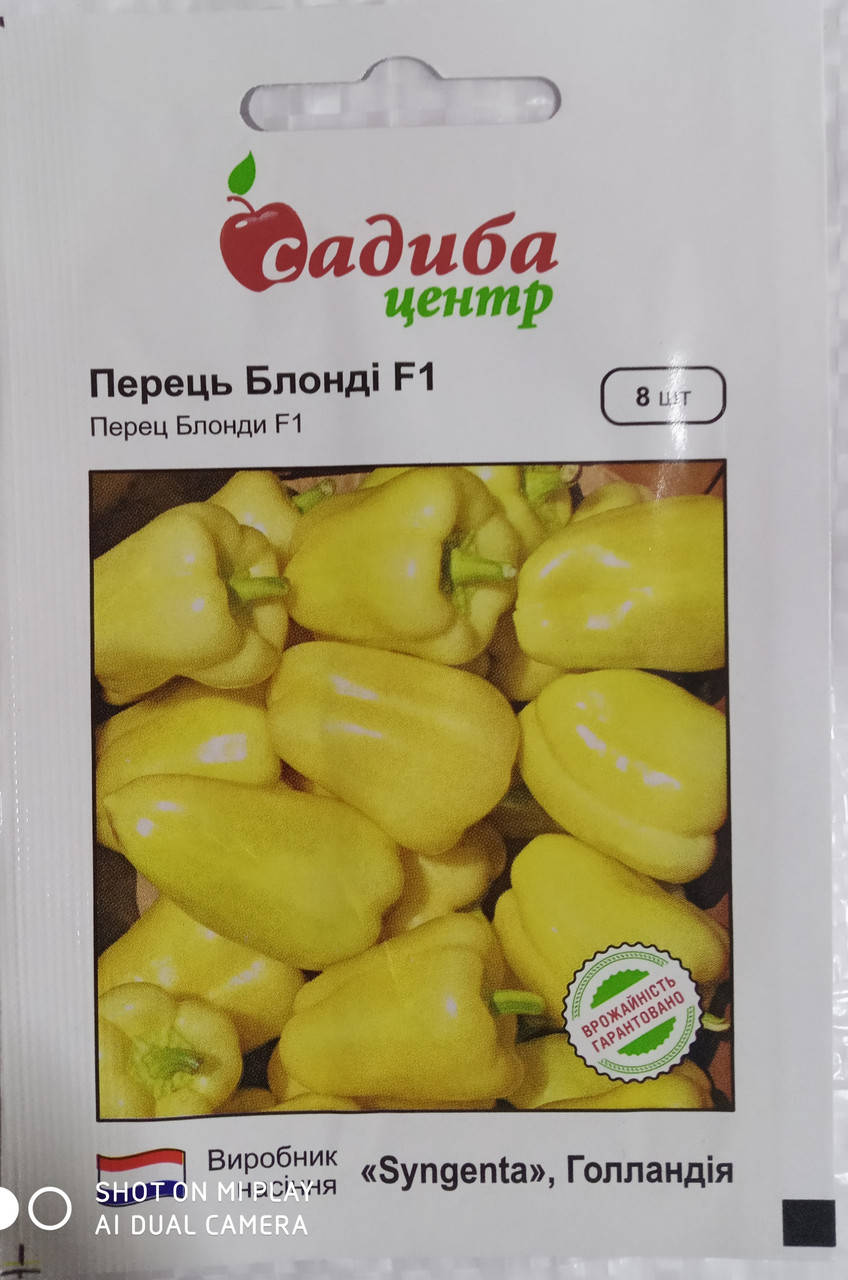 садиба
центр
Перець Блонді F1
Перец Блонди F1
8 шт
ВРОЖАЙНІСТЬ
ГАРАНТОВАНО
Виробник
насіння
«Syngenta», Голландія
SHOT ON MI PLAY
AI DUAL CAMERA